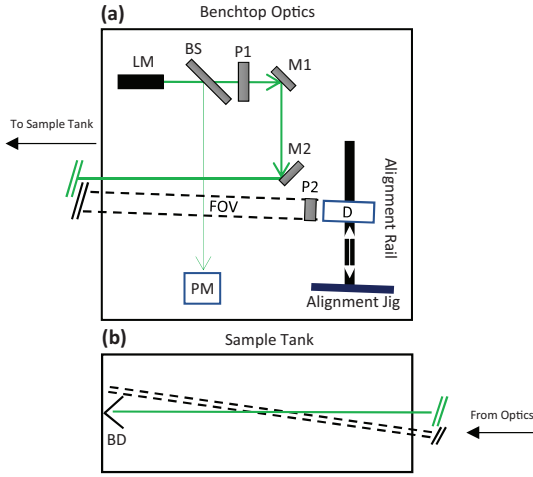 (a)
Benchtop Optics
LM
BS
P1
M1
To Sample Tank
M2
P2
FOV
D
Alignment Rail
PM
Alignment Jig
(b)
Sample Tank
BD
From Optics